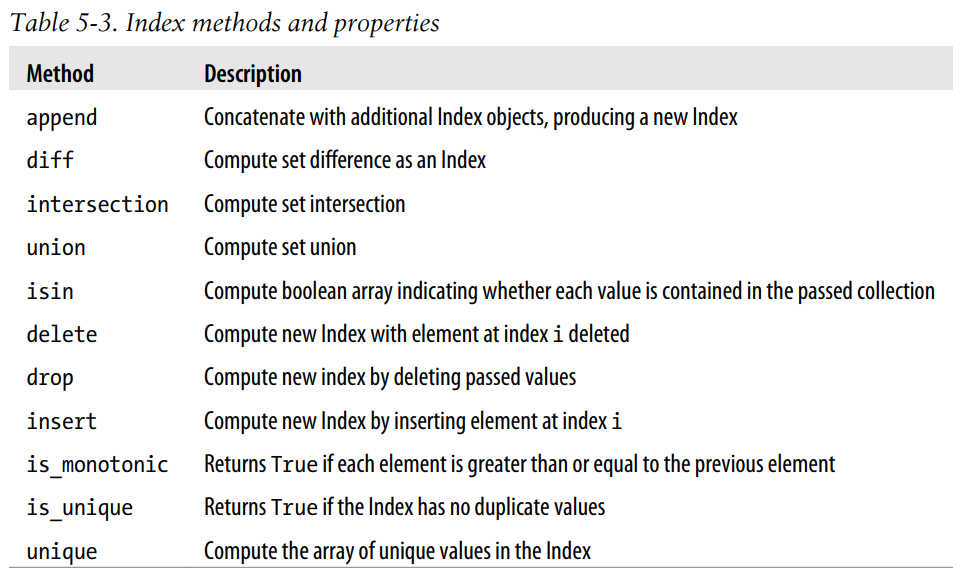 Table 5-3. Index methods and properties
Method Description
append Concatenate with additional Index objects, producing a new Index
diff Compute set difference as an Index
intersection Compute set intersection
union Compute set union
isin Compute boolean array indicating whether each value is contained in the passed collection
delete Compute new Index with element at index i deleted
drop Compute new index by deleting passed values
insert Compute new Index by inserting element at index i
is_monotonic Returns True if each element is greater than or equal to the previous element
is_unique Returns True if the Index has no duplicate values
unique Compute the array of unique values in the Index